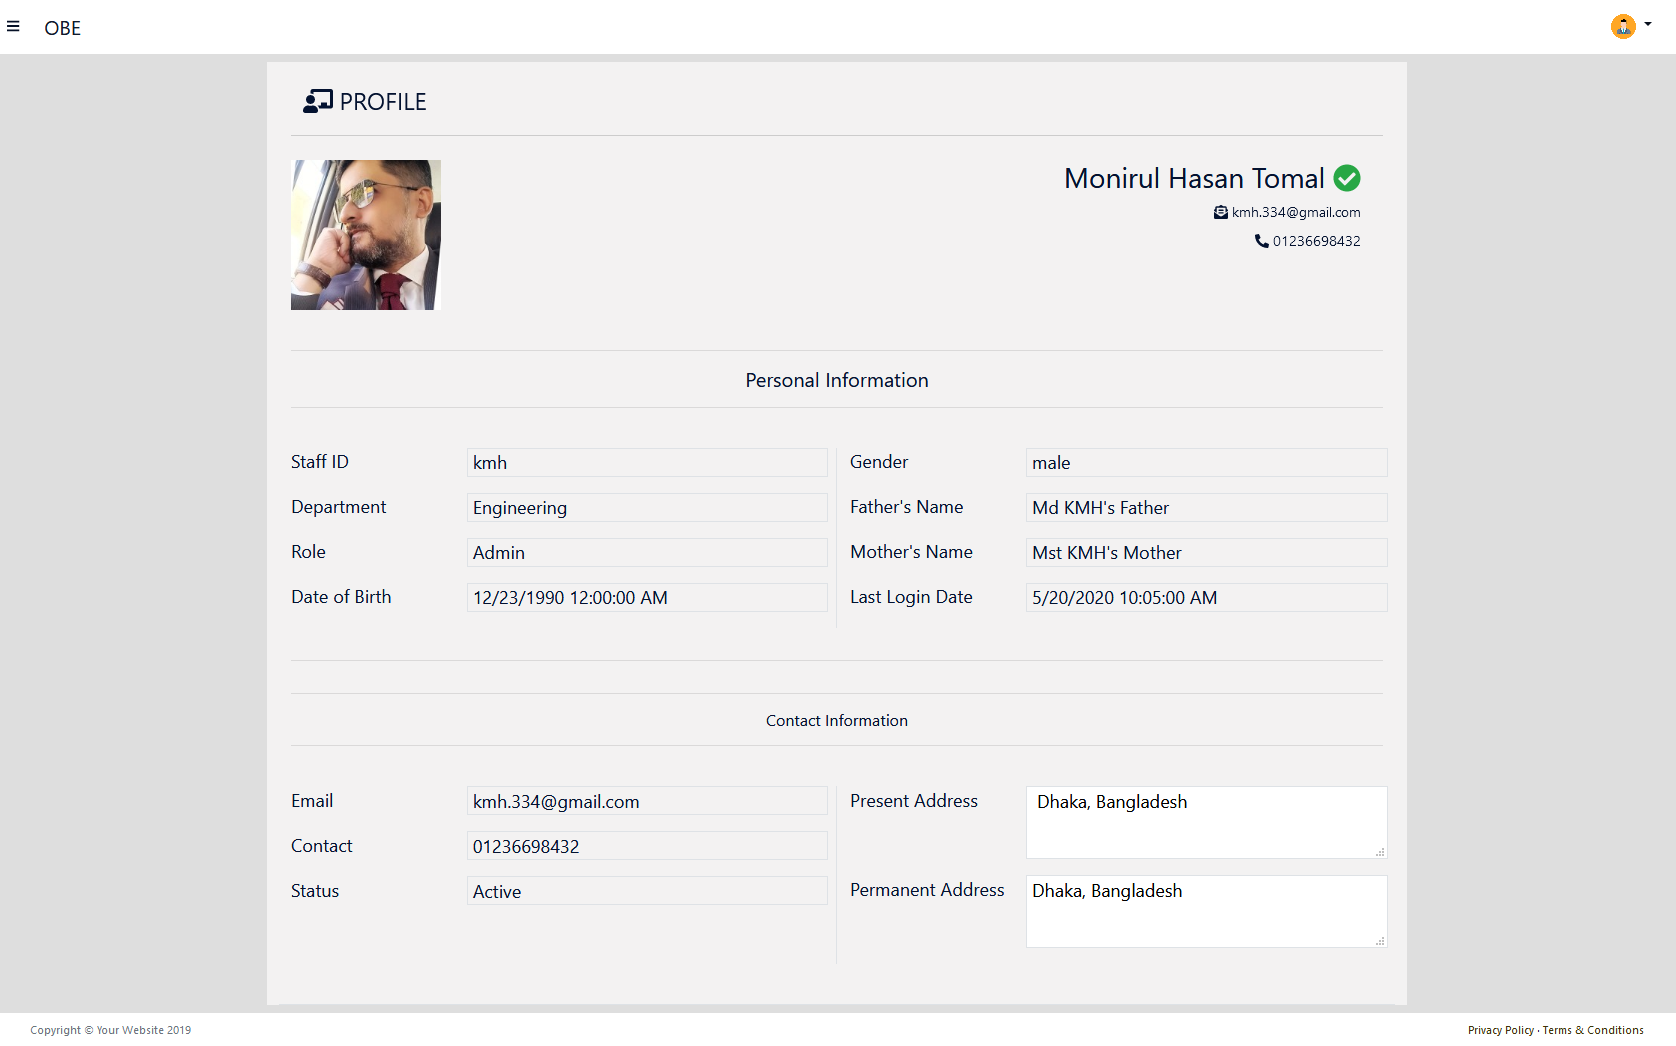 OBE
PROFILE
Monirul Hasan Tomal
kmh.334@gmail.com
01236698432
Personal Information
Staff ID kmh Gender male
Department Engineering Father's Name Md KMH's Father
Role Admin Mother's Name Mst KMH's Mother
Date of Birth 12/23/1990 12:00:00 AM Last Login Date 5/20/2020 10:05:00 AM
Contact Information
Email kmh.334@gmail.com Present Address Dhaka, Bangladesh
Contact 01236698432
Status Active Permanent Address Dhaka, Bangladesh
Copyright © Your Website 2019 Privacy Policy · Terms & Conditions